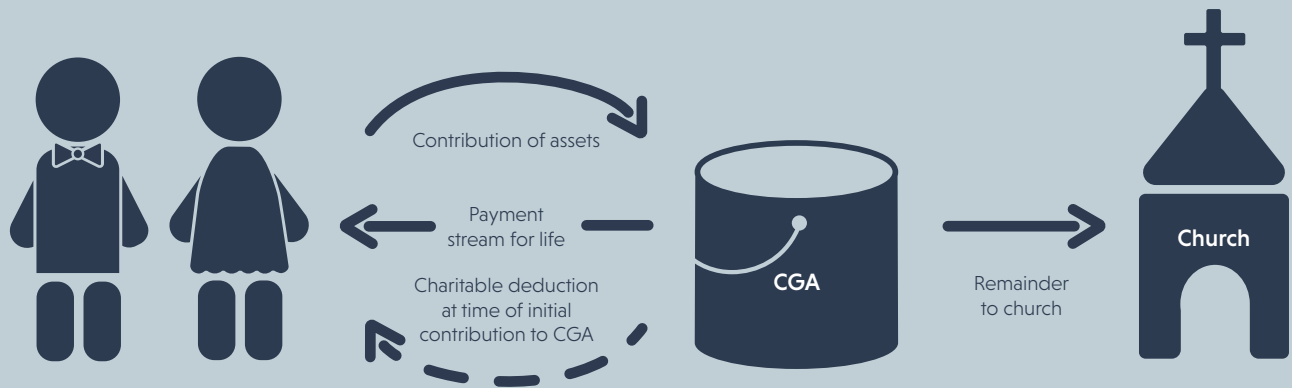 Contribution of assets
Payment
stream for life
Charitable deduction
at time of initial
contribution to CGA
CGA
Remainder
to church
Church